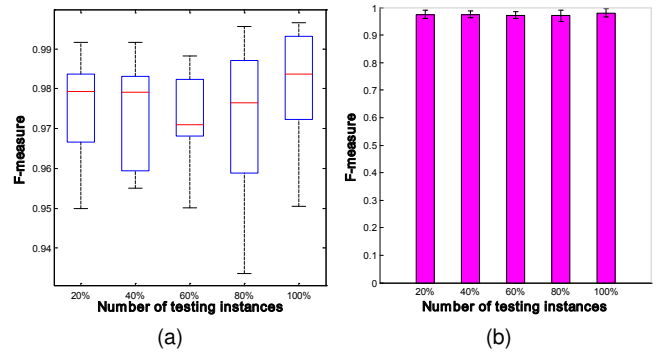 0.99
0.98
0.97
0.96
0.95
0.94
F-measure
20% 40% 60% 80% 100%
Number of testing instances
(a)
1
0.9
0.8
0.7
0.6
0.5
0.4
0.3
0.2
0.1
0
F-measure
20% 40% 60% 80% 100%
Number of testing instances
(b)